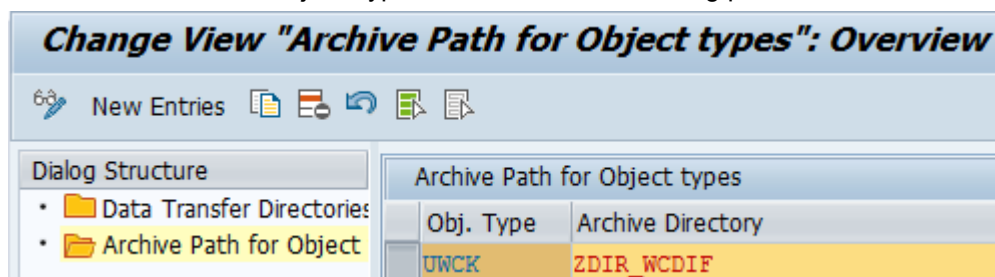 Change View "Archive Path for Object types": Overview
New Entries
Dialog Structure
Data Transfer Directories
Archive Path for Object
Archive Path for Object types
Obj. Type Archive Directory
UWCK ZDIR_WCDIF